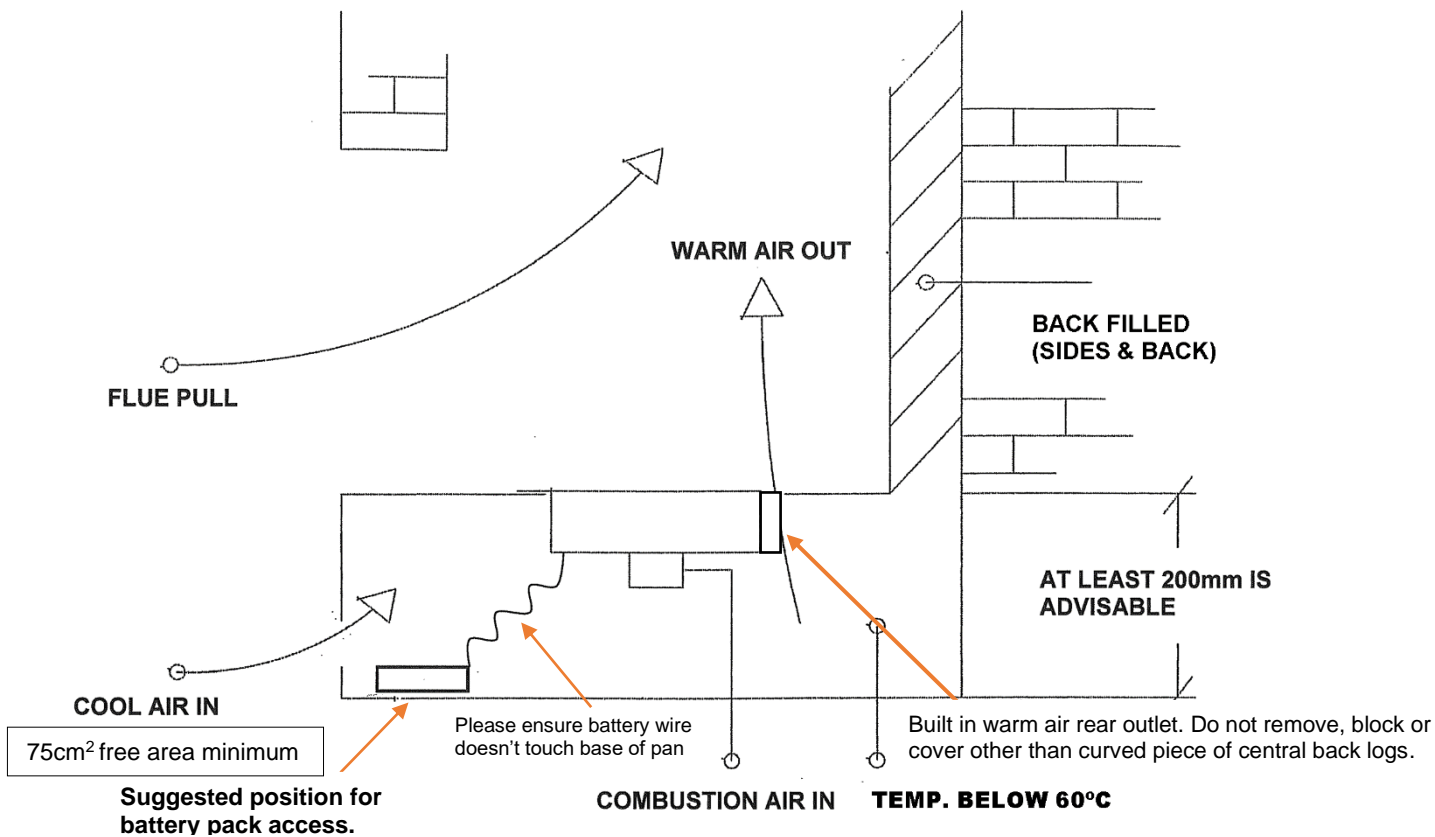 WARM AIR OUT
BACK FILLED
(SIDES & BACK)
FLUE PULL
AT LEAST 200mm IS
ADVISABLE
COOL AIR IN
75cm² free area minimum
Please ensure battery wire
doesn’t touch base of pan
Built in warm air rear outlet. Do not remove, block or
cover other than curved piece of central back logs.
Suggested position for
battery pack access.
COMBUSTION AIR IN
TEMP. BELOW 60ºC